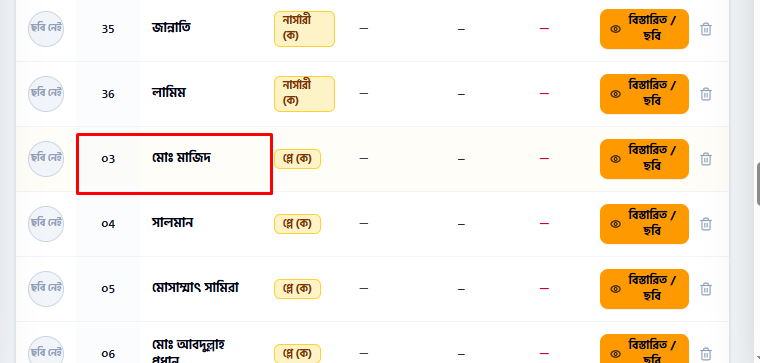 ছবি নেই 35 জান্নাতি নার্সারী (ক) — – — বিস্তারিত / ছবি
ছবি নেই 36 লামিম নার্সারী (ক) — – — বিস্তারিত / ছবি
ছবি নেই ০3 মোঃ মাজিদ প্লে (ক) — – — বিস্তারিত / ছবি
ছবি নেই ০4 সালমান প্লে (ক) — – — বিস্তারিত / ছবি
ছবি নেই ০5 মোসাম্মাৎ সামিরা প্লে (ক) — – — বিস্তারিত / ছবি
ছবি নেই ০6 মোঃ আবদুল্লাহ প্রধান প্লে (ক) — – — বিস্তারিত / ছবি